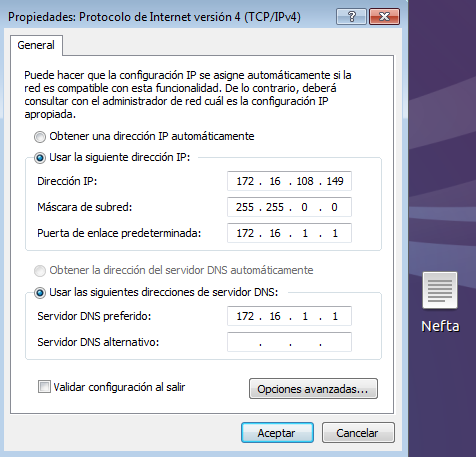 Propiedades: Protocolo de Internet versión 4 (TCP/IPv4)
General
Puede hacer que la configuración IP se asigne automáticamente si la
red es compatible con esta funcionalidad. De lo contrario, deberá
consultar con el administrador de red cuál es la configuración IP
apropiada.
Obtener una dirección IP automáticamente
Usar la siguiente dirección IP:
Dirección IP: 172 . 16 . 108 . 149
Máscara de subred: 255 . 255 . 0 . 0
Puerta de enlace predeterminada: 172 . 16 . 1 . 1
Obtener la dirección del servidor DNS automáticamente
Usar las siguientes direcciones de servidor DNS:
Servidor DNS preferido: 172 . 16 . 1 . 1
Servidor DNS alternativo: . . .
Validar configuración al salir
Opciones avanzadas...
Aceptar Cancelar
Nefta